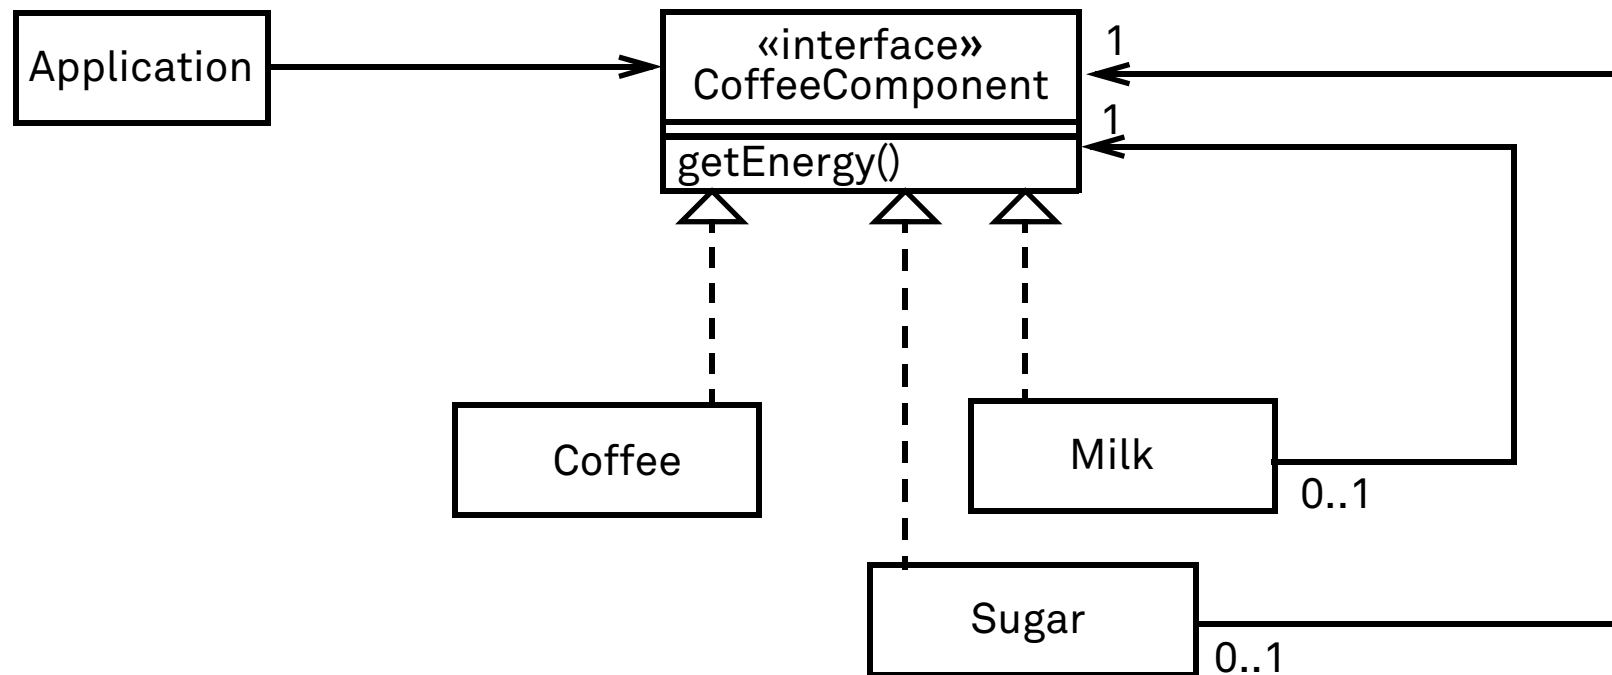 Application
«interface»
CoffeeComponent
getEnergy()
1
1
Coffee
Milk
0..1
Sugar
0..1